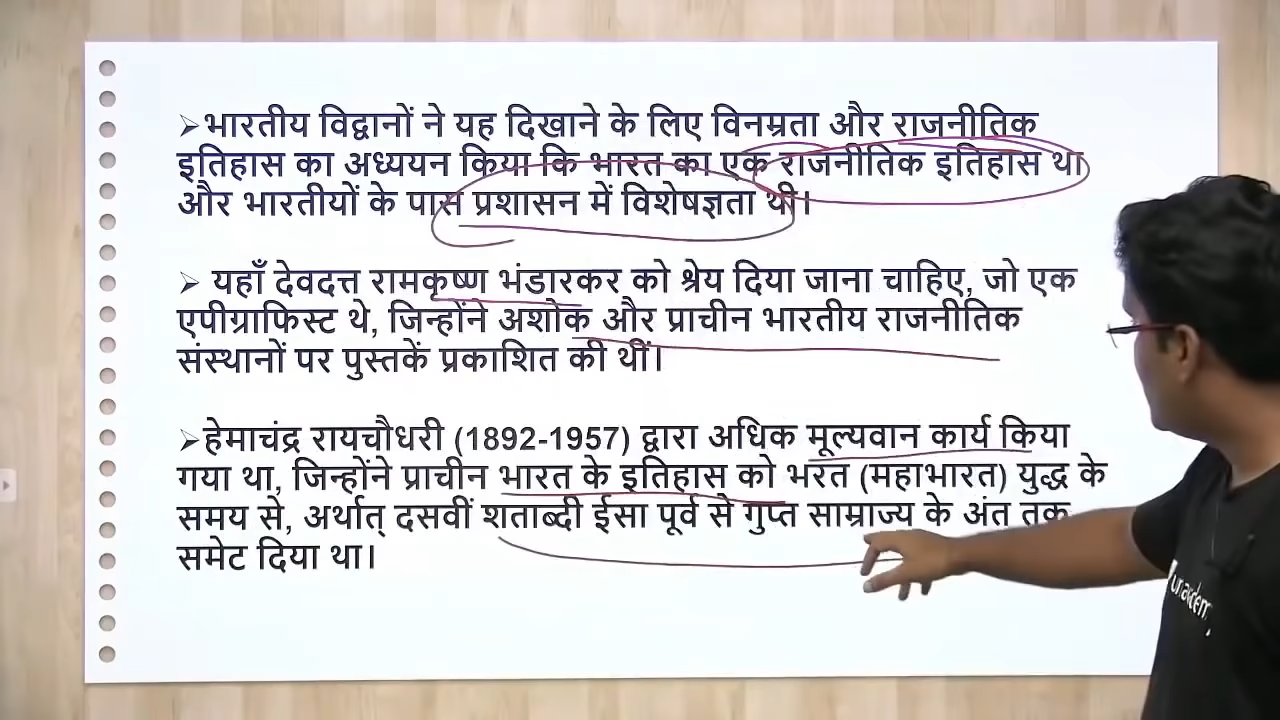 ➢भारतीय विद्वानों ने यह दिखाने के लिए विनम्रता और राजनीतिक
इतिहास का अध्ययन किया कि भारत का एक राजनीतिक इतिहास था
और भारतीयों के पास प्रशासन में विशेषज्ञता थी।
➢ यहाँ देवदत्त रामकृष्ण भंडारकर को श्रेय दिया जाना चाहिए, जो एक
एपीग्राफिस्ट थे, जिन्होंने अशोक और प्राचीन भारतीय राजनीतिक
संस्थानों पर पुस्तकें प्रकाशित की थीं।
➢हेमाचंद्र रायचौधरी (1892-1957) द्वारा अधिक मूल्यवान कार्य किया
गया था, जिन्होंने प्राचीन भारत के इतिहास को भरत (महाभारत) युद्ध के
समय से, अर्थात् दसवीं शताब्दी ईसा पूर्व से गुप्त साम्राज्य के अंत तक
समेट दिया था।